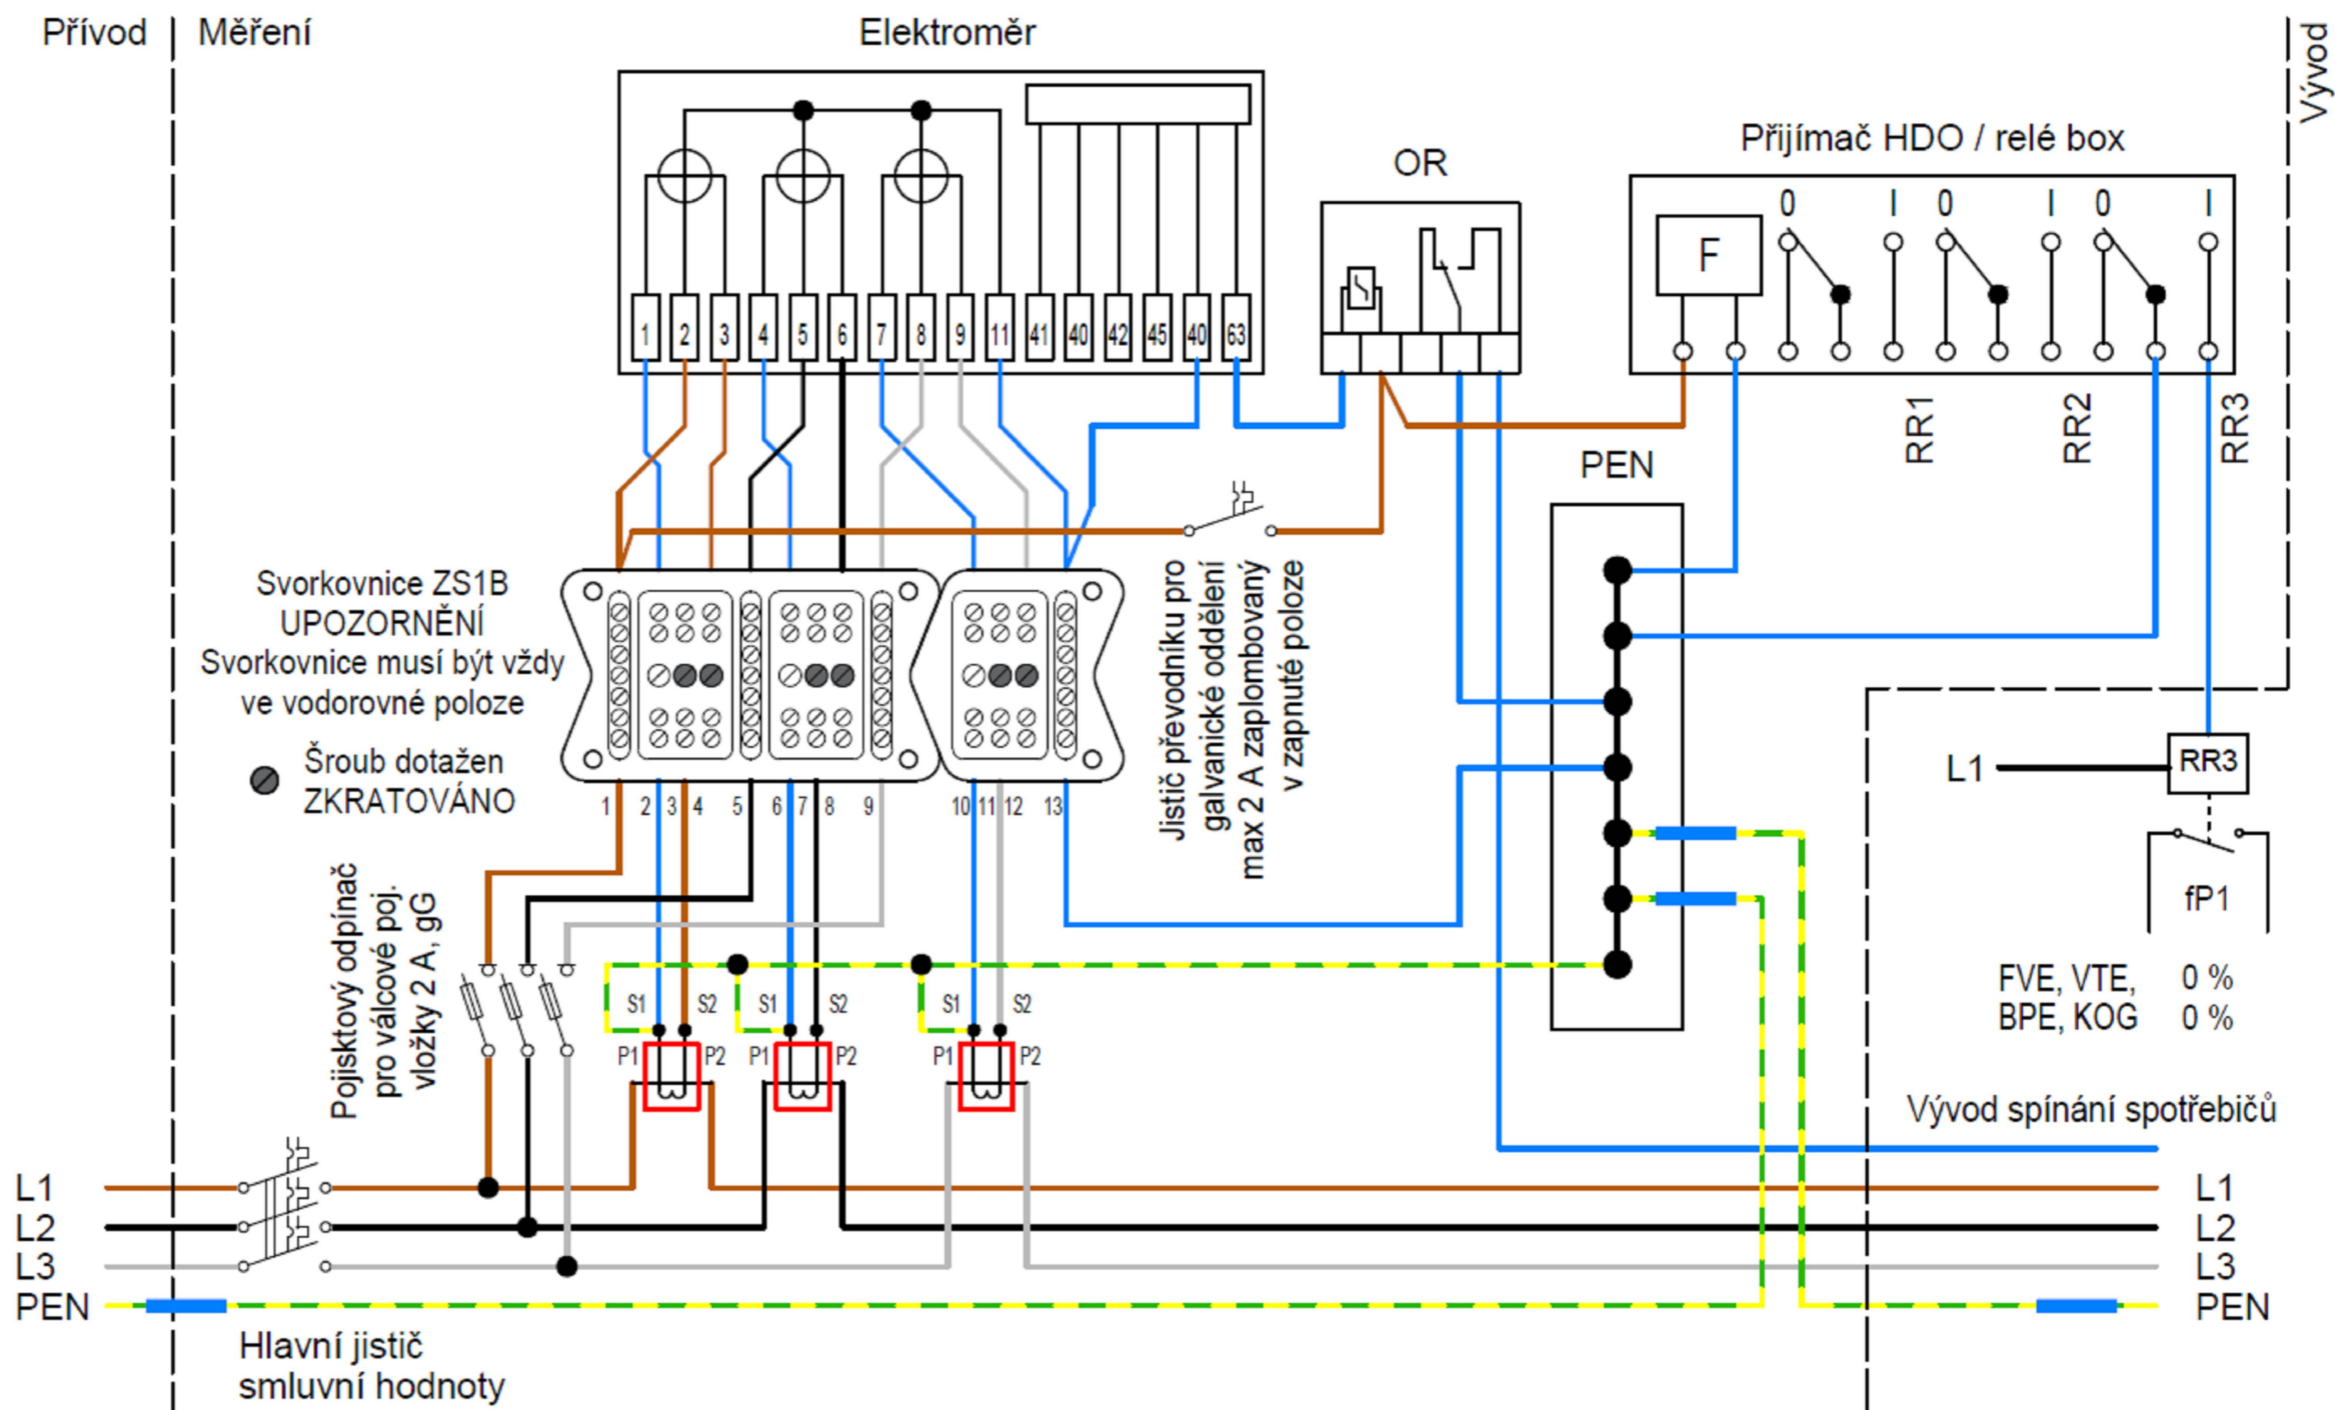 Přívod
Měření
Elektroměr
Vývod
Přijímač HDO / relé box
OR
F
0 I 0 I 0 I
1 2 3 4 5 6 7 8 9 11 41 40 42 45 40 63
RR1
RR2
RR3
PEN
Svorkovnice ZS1B
UPOZORNĚNÍ
Svorkovnice musí být vždy
ve vodorovné poloze
Šroub dotažen
ZKRATOVÁNO
Jistič převodníku pro
galvanické oddělení
max 2 A zaplombovaný
v zapnuté poloze
L1
RR3
fP1
1 2 3 4 5 6 7 8 9 10 11 12 13
Pojisktový odpínač
pro válcové poj.
vložky 2 A, gG
S1 S2 S1 S2 S1 S2
P1 P2 P1 P2 P1 P2
FVE, VTE, 0 %
BPE, KOG 0 %
Vývod spínání spotřebičů
L1 L1
L2 L2
L3 L3
PEN PEN
Hlavní jistič
smluvní hodnoty